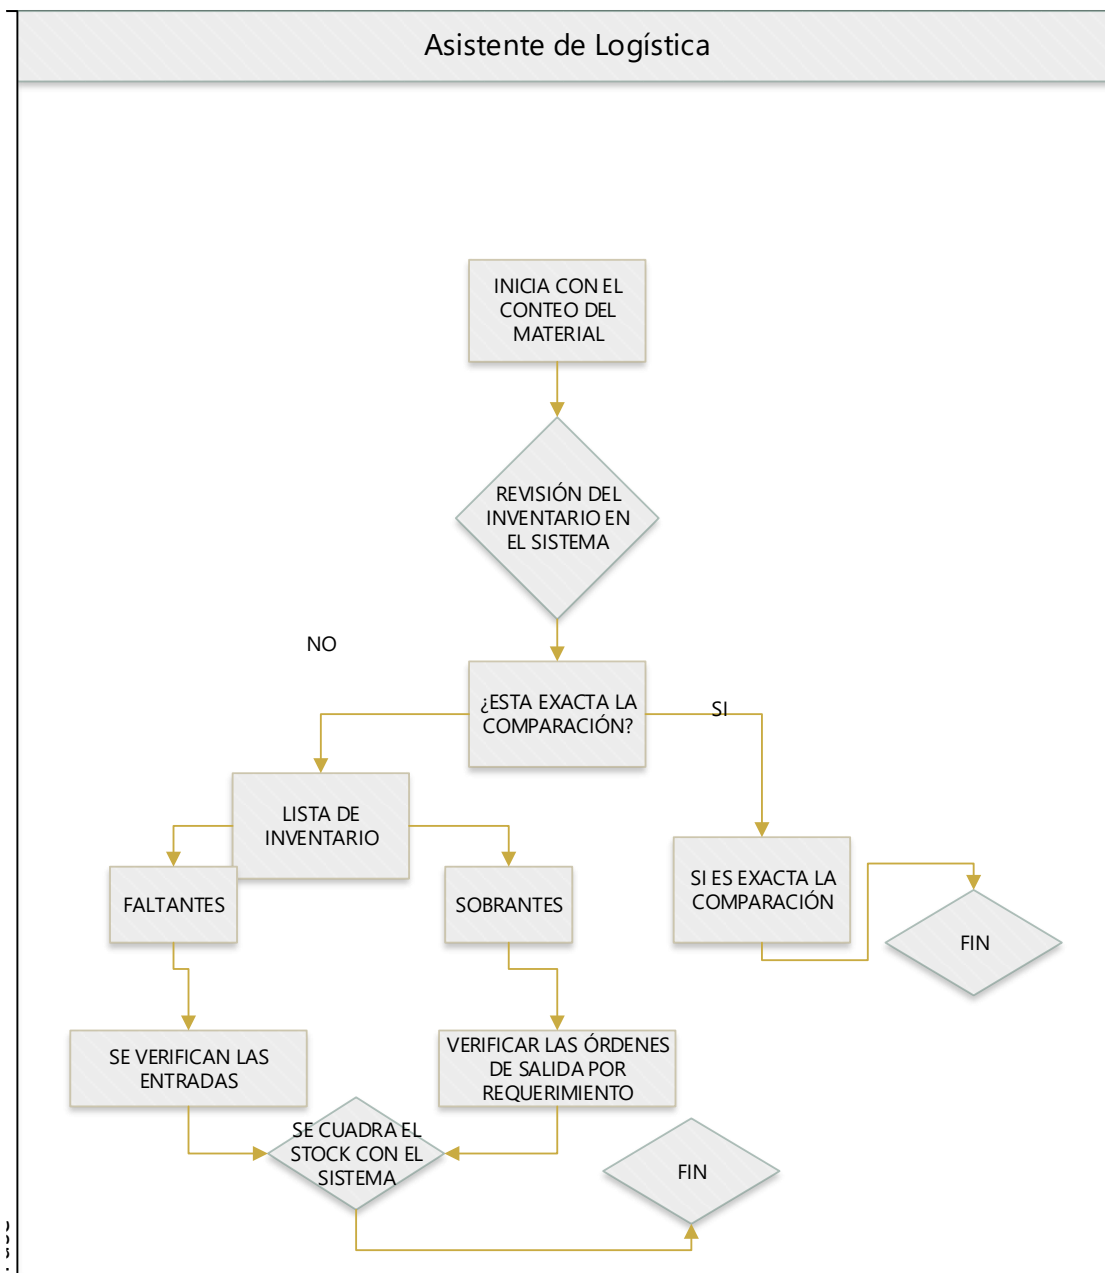 Asistente de Logística
INICIA CON EL
CONTEO DEL
MATERIAL
REVISIÓN DEL
INVENTARIO EN
EL SISTEMA
NO
¿ESTA EXACTA LA
COMPARACIÓN?
SI
LISTA DE
INVENTARIO
FALTANTES
SOBRANTES
SI ES EXACTA LA
COMPARACIÓN
FIN
SE VERIFICAN LAS
ENTRADAS
VERIFICAR LAS ÓRDENES
DE SALIDA POR
REQUERIMIENTO
SE CUADRA EL
STOCK CON EL
SISTEMA
FIN